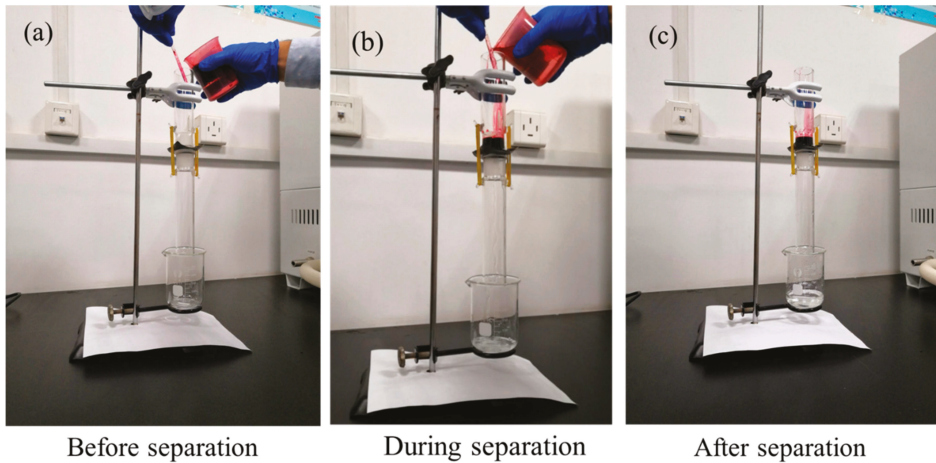 (a)
(b)
(c)
Before separation
During separation
After separation